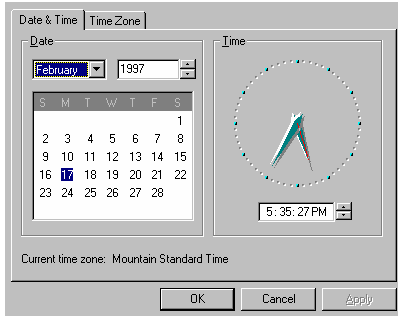 Date & Time Time Zone
Date
February 1997
S M T W T F S
1
2 3 4 5 6 7 8
9 10 11 12 13 14 15
16 17 18 19 20 21 22
23 24 25 26 27 28
Time
5:35:27 PM
Current time zone: Mountain Standard Time
OK Cancel Apply